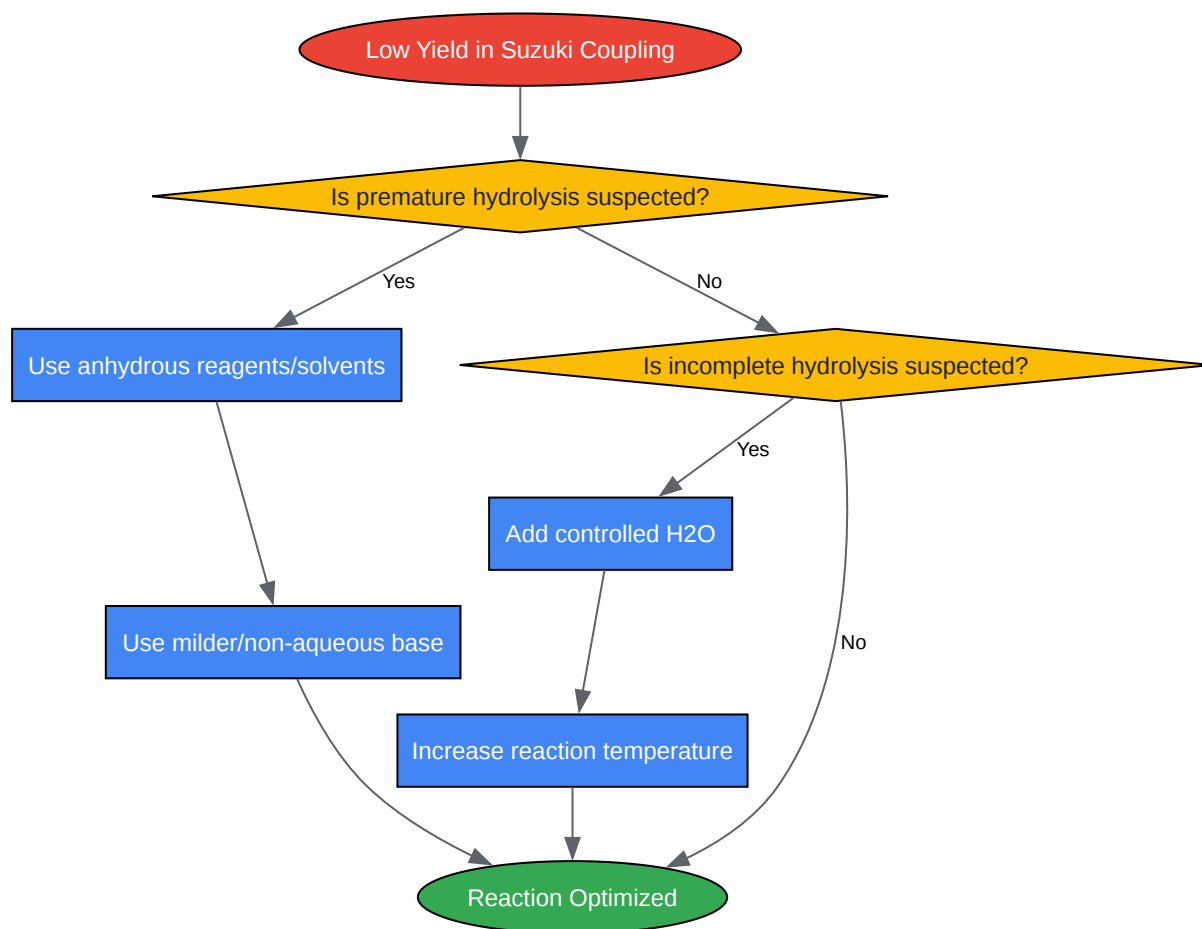 Low Yield in Suzuki Coupling
Is premature hydrolysis suspected?
Yes
No
Use anhydrous reagents/solvents
Is incomplete hydrolysis suspected?
Yes
Add controlled H2O
Use milder/non-aqueous base
No
Increase reaction temperature
Reaction Optimized